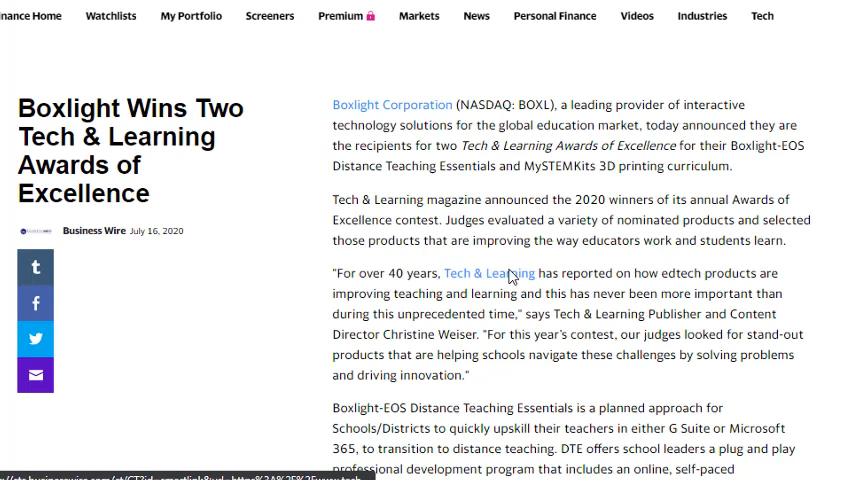 inance Home Watchlists My Portfolio Screeners Premium Markets News Personal Finance Videos Industries Tech
Boxlight Wins Two
Tech & Learning
Awards of
Excellence
Business Wire July 16, 2020
t
f
Boxlight Corporation (NASDAQ: BOXL), a leading provider of interactive
technology solutions for the global education market, today announced they are
the recipients for two Tech & Learning Awards of Excellence for their Boxlight-EOS
Distance Teaching Essentials and MySTEMKits 3D printing curriculum.
Tech & Learning magazine announced the 2020 winners of its annual Awards of
Excellence contest. Judges evaluated a variety of nominated products and selected
those products that are improving the way educators work and students learn.
"For over 40 years, Tech & Learning has reported on how edtech products are
improving teaching and learning and this has never been more important than
during this unprecedented time," says Tech & Learning Publisher and Content
Director Christine Weiser. "For this year's contest, our judges looked for stand-out
products that are helping schools navigate these challenges by solving problems
and driving innovation."
Boxlight-EOS Distance Teaching Essentials is a planned approach for
Schools/Districts to quickly upskill their teachers in either G Suite or Microsoft
365, to transition to distance teaching. DTE offers school leaders a plug and play
professional development program that includes an online, self-paced